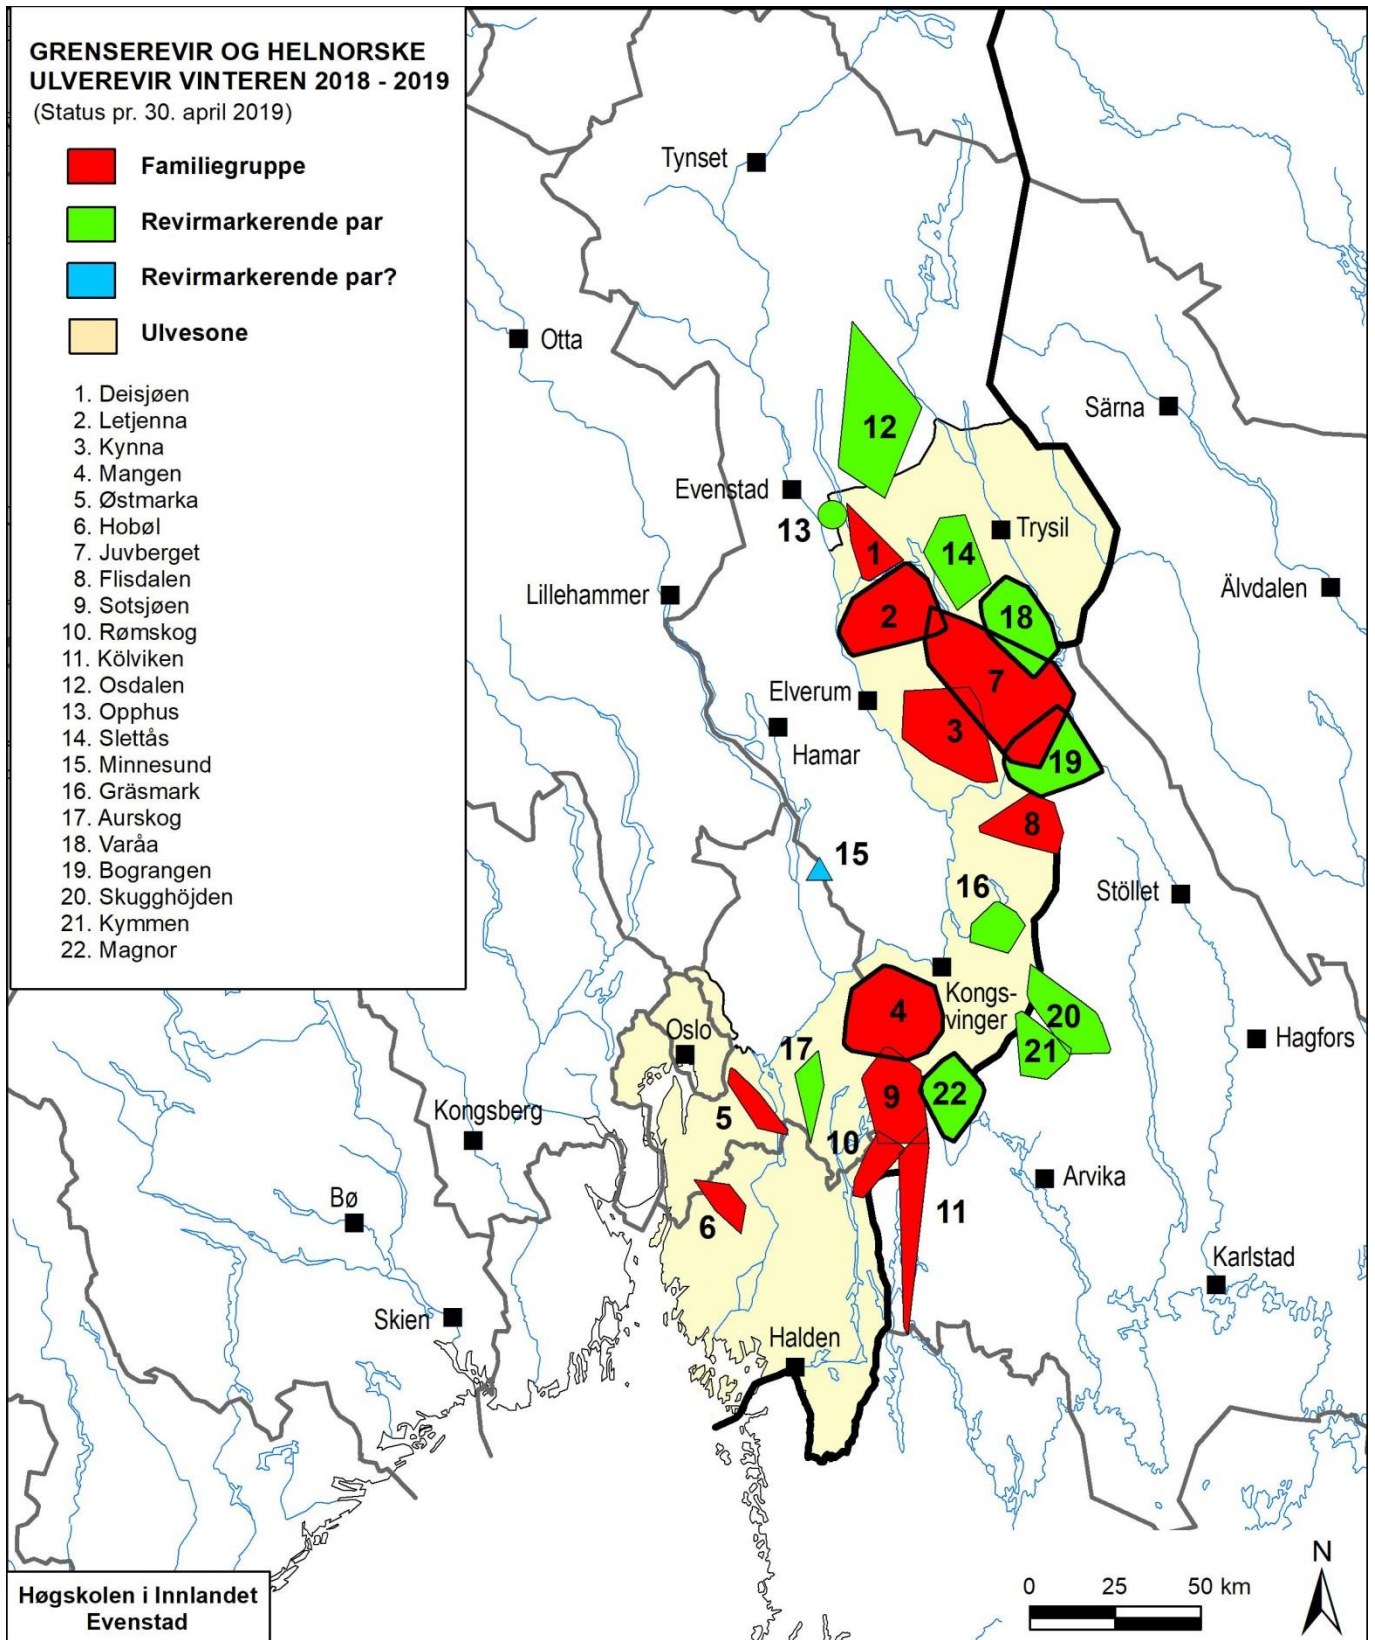 GRENSEREVIR OG HELNORSKE
ULVEREVIR VINTEREN 2018 - 2019
(Status pr. 30. april 2019)
Familiegruppe
Revirmarkerende par
Revirmarkerende par?
Ulvesone
1. Deisjøen
2. Letjenna
3. Kynna
4. Mangen
5. Østmarka
6. Hobøl
7. Juvberget
8. Flisdalen
9. Sotsjøen
10. Rømskog
11. Kölviken
12. Osdalen
13. Opphus
14. Slettås
15. Minnesund
16. Gräsmark
17. Aurskog
18. Varåa
19. Bograngen
20. Skugghöjden
21. Kymmen
22. Magnor
Tynset
Otta
Särna
12
Evenstad
13
Trysil
1
14
Älvdalen
Lillehammer
2
18
7
Elverum
3
Hamar
19
8
15
16
Stöllet
4
Kongs-
vinger
20
Oslo
17
21
Hagfors
5
9
22
Kongsberg
10
Arvika
Bø
6
11
Karlstad
Skien
Halden
N
0 25 50 km
Høgskolen i Innlandet
Evenstad